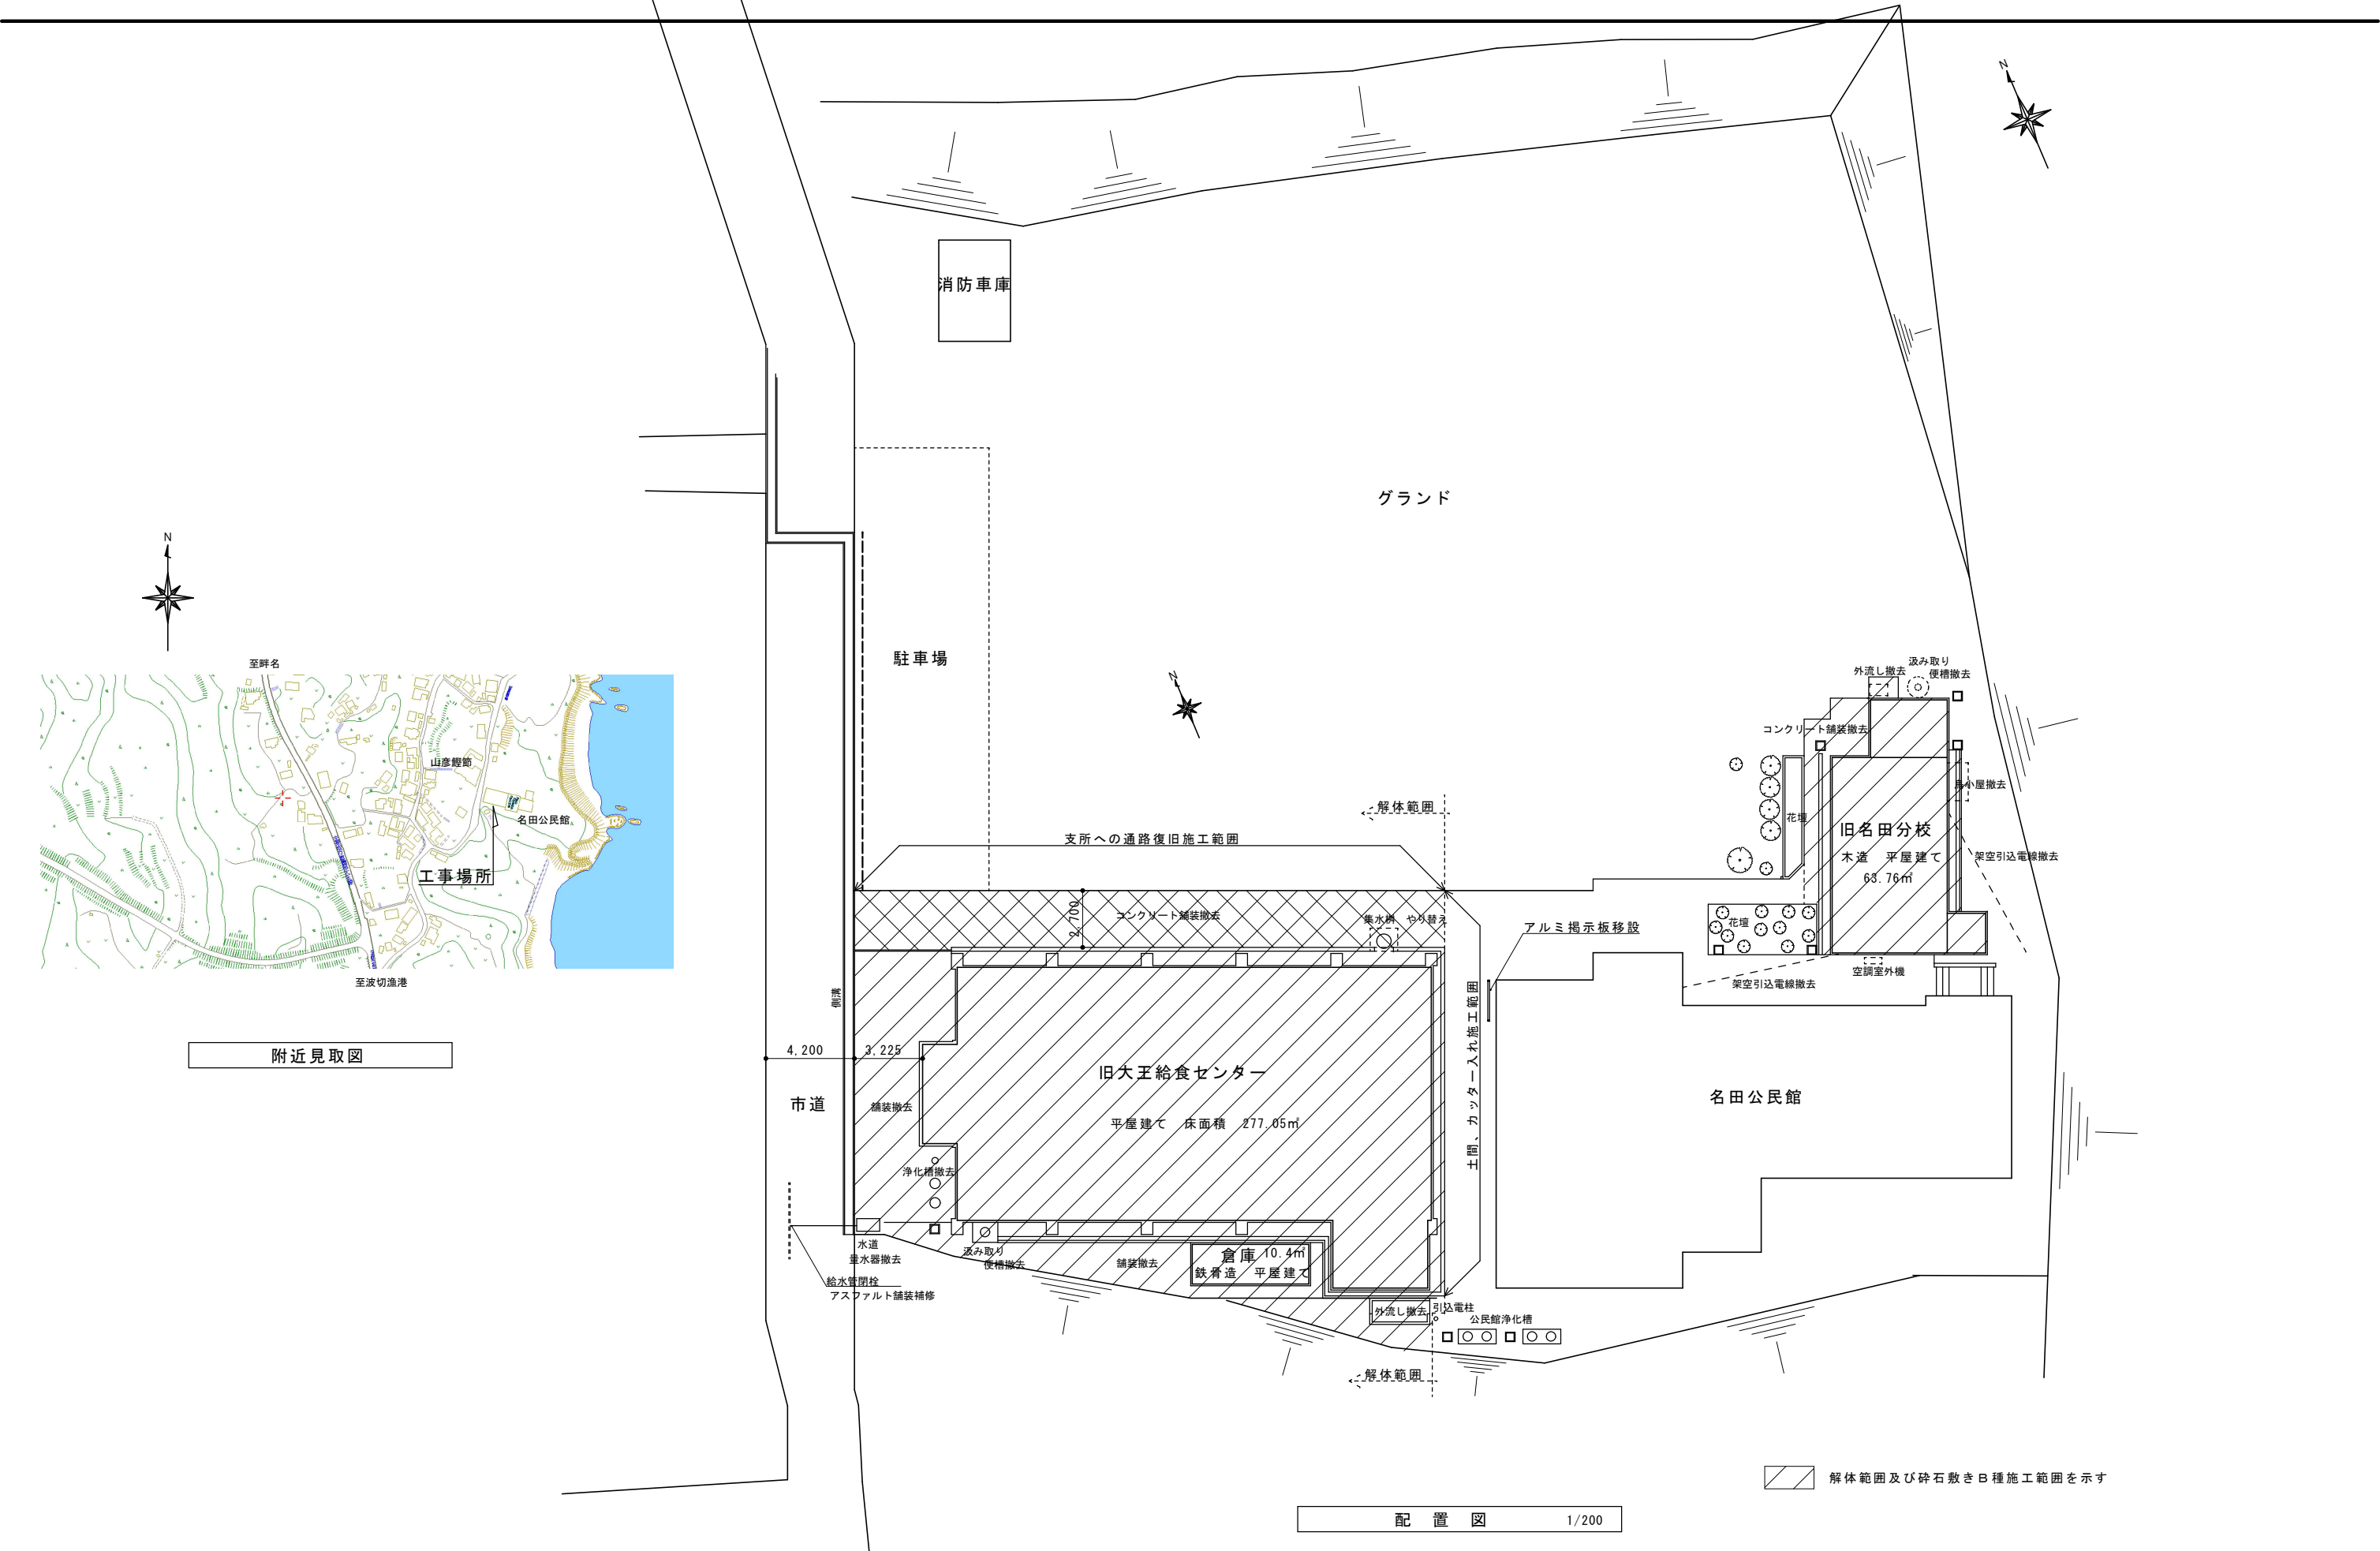 N
消防車庫
グランド
N
駐車場
N
至畔名
山彦鰹節
名田公民館
工事場所
至波切漁港
附近見取図
外流し撤去
汲み取り
便槽撤去
コンクリート舗装撤去
鳥小屋撤去
花壇
旧名田分校
木造　平屋建て
63.76㎡
架空引込電線撤去
花壇
空調室外機
架空引込電線撤去
解体範囲
支所への通路復旧施工範囲
2,700
コンクリート舗装撤去
集水桝　やり替え
アルミ掲示板移設
土間、カッター入れ施工範囲
側溝
4,200
3,225
市道
舗装撤去
旧大王給食センター
平屋建て　床面積　277.05㎡
名田公民館
浄化槽撤去
水道
量水器撤去
給水管閉栓
アスファルト舗装補修
汲み取り
便槽撤去
舗装撤去
倉庫 10.4㎡
鉄骨造　平屋建て
外流し撤去
引込電柱
公民館浄化槽
解体範囲
解体範囲及び砕石敷きＢ種施工範囲を示す
配　置　図　1/200